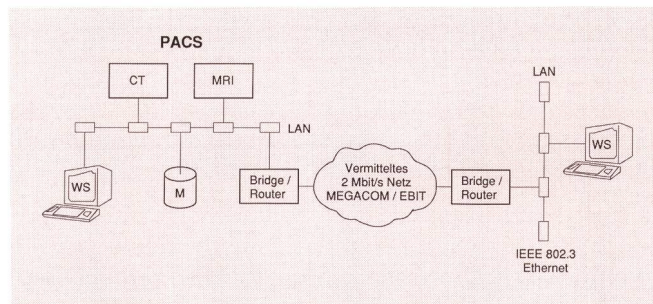 PACS
CT
MRI
LAN
WS
M
Bridge /
Router
Vermitteltes
2 Mbit/s Netz
MEGACOM / EBIT
Bridge /
Router
LAN
WS
IEEE 802.3
Ethernet